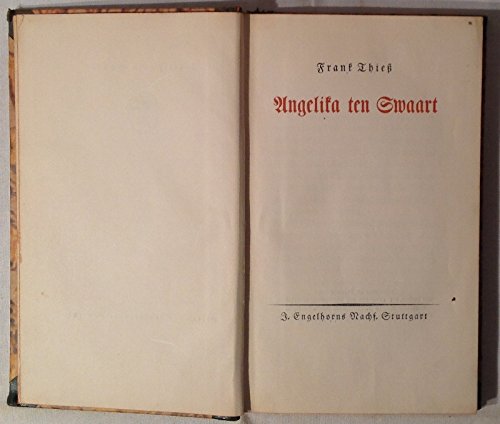 Frank Thieß
Angelika ten Swaart
J. Engelhorns Nachf. Stuttgart